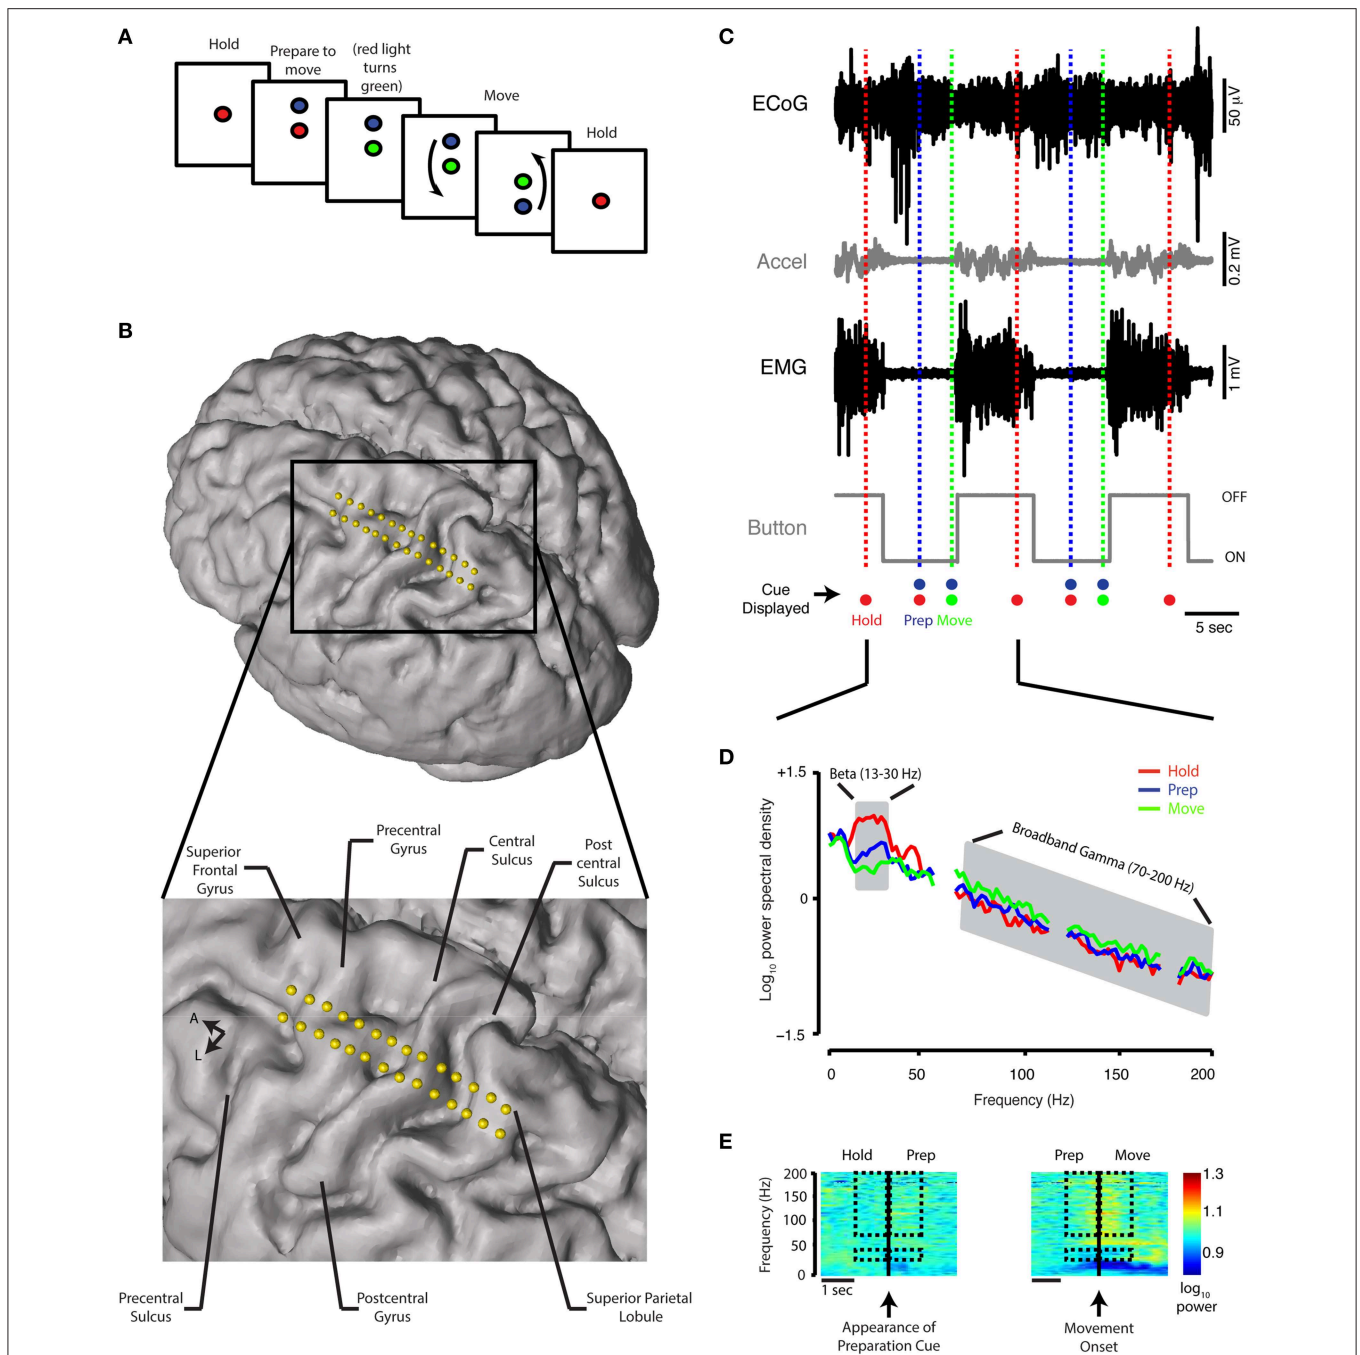 A
Hold
Prepare to
move
(red light
turns
green)
Move
Hold
B
Superior
Frontal
Gyrus
Precentral
Gyrus
Central
Sulcus
Post
central
Sulcus
A
L
Precentral
Sulcus
Postcentral
Gyrus
Superior Parietal
Lobule
C
ECoG
50 µV
Accel
0.2 mV
EMG
1 mV
Button
OFF
ON
Cue
Displayed
Hold
Prep
Move
5 sec
D
+1.5
0
−1.5
Log10 power spectral density
Beta (13-30 Hz)
Hold
Prep
Move
Broadband Gamma (70-200 Hz)
0
50
100
150
200
Frequency (Hz)
E
Hold
Prep
Prep
Move
Frequency (Hz)
200
150
100
50
0
1.3
1.1
0.9
log10
power
1 sec
Appearance of
Preparation Cue
Movement
Onset